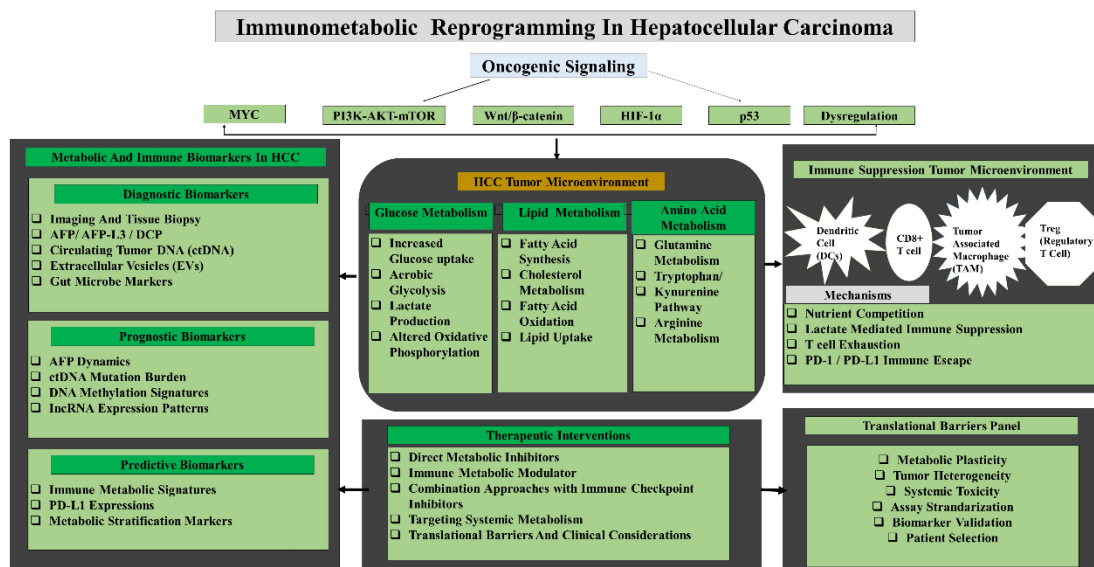 Immunometabolic Reprogramming In Hepatocellular Carcinoma
Oncogenic Signaling
MYC
PI3K-AKT-mTOR
Wnt/β-catenin
HIF-1α
p53
Dysregulation
Metabolic And Immune Biomarkers In HCC
Diagnostic Biomarkers
Imaging And Tissue Biopsy
AFP/ AFP-L3 / DCP
Circulating Tumor DNA (ctDNA)
Extracellular Vesicles (EVs)
Gut Microbe Markers
Prognostic Biomarkers
AFP Dynamics
ctDNA Mutation Burden
DNA Methylation Signatures
lncRNA Expression Patterns
Predictive Biomarkers
Immune Metabolic Signatures
PD-L1 Expressions
Metabolic Stratification Markers
HCC Tumor Microenvironment
Glucose Metabolism
Increased
Glucose uptake
Aerobic
Glycolysis
Lactate
Production
Altered Oxidative
Phosphorylation
Lipid Metabolism
Fatty Acid
Synthesis
Cholesterol
Metabolism
Fatty Acid
Oxidation
Lipid Uptake
Amino Acid
Metabolism
Glutamine
Metabolism
Tryptophan/
Kynurenine
Pathway
Arginine
Metabolism
Therapeutic Interventions
Direct Metabolic Inhibitors
Immune Metabolic Modulator
Combination Approaches with Immune Checkpoint
Inhibitors
Targeting Systemic Metabolism
Translational Barriers And Clinical Considerations
Immune Suppression Tumor Microenvironment
Dendritic
Cell
(DCs)
CD8+
T cell
Tumor
Associated
Macrophage
(TAM)
Treg
(Regulatory
T Cell)
Mechanisms
Nutrient Competition
Lactate Mediated Immune Suppression
T cell Exhaustion
PD-1 / PD-L1 Immune Escape
Translational Barriers Panel
Metabolic Plasticity
Tumor Heterogeneity
Systemic Toxicity
Assay Strandarization
Biomarker Validation
Patient Selection